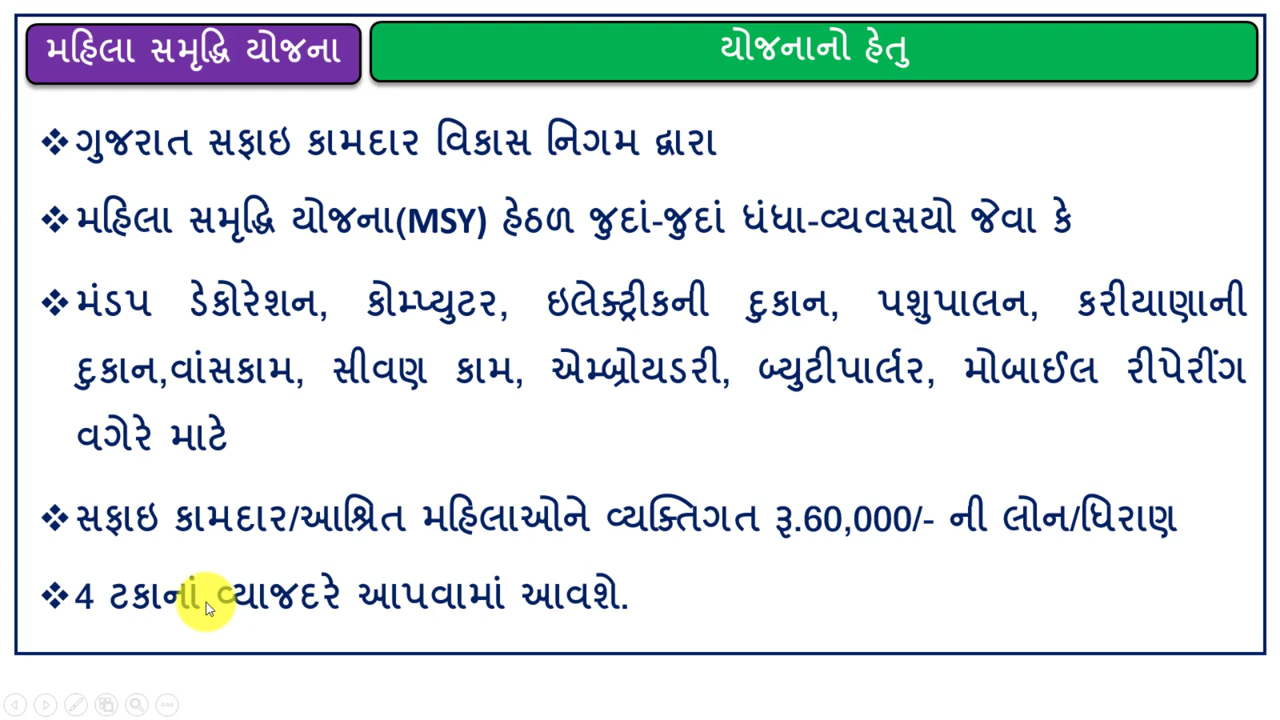 મહિલા સમૃદ્ધિ યોજના
યોજનાનો હેતુ
❖ગુજરાત સફાઇ કામદાર વિકાસ નિગમ દ્વારા
❖મહિલા સમૃદ્ધિ યોજના(MSY) હેઠળ જુદાં-જુદાં ધંધા-વ્યવસયો જેવા કે
❖મંડપ ડેકોરેશન, કોમ્પ્યુટર, ઇલેક્ટ્રીકની દુકાન, પશુપાલન, કરીયાણાની
દુકાન,વાંસકામ, સીવણ કામ, એમ્બ્રોયડરી, બ્યુટીપાર્લર, મોબાઈલ રીપેરીંગ
વગેરે માટે
❖સફાઇ કામદાર/આશ્રિત મહિલાઓને વ્યક્તિગત રૂ.60,000/- ની લોન/ધિરાણ
❖4 ટકાનાં વ્યાજદરે આપવામાં આવશે.